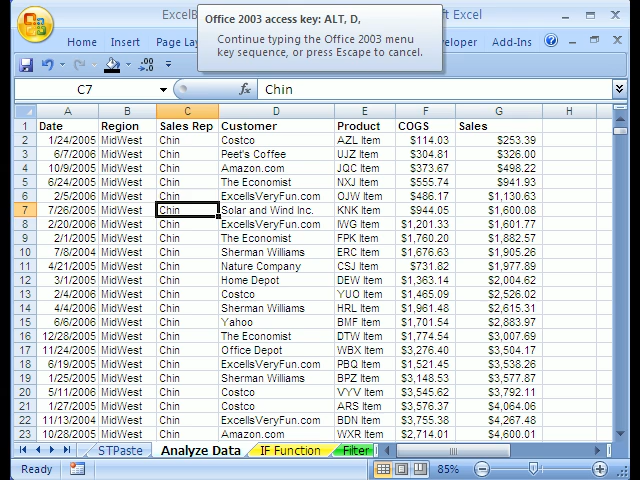 ExcelB
Office 2003 access key: ALT, D,
Continue typing the Office 2003 menu
key sequence, or press Escape to cancel.
ft Excel
Home Insert Page Lay
eloper Add-Ins
C7 fx Chin
A B C D E F G H
1 Date Region Sales Rep Customer Product COGS Sales
2 1/24/2005 MidWest Chin Costco AZL Item $114.03 $253.39
3 6/7/2006 MidWest Chin Peet's Coffee UJZ Item $304.81 $326.00
4 10/9/2005 MidWest Chin Amazon.com JQC Item $373.67 $498.22
5 6/24/2005 MidWest Chin The Economist NXJ Item $555.74 $941.93
6 2/5/2006 MidWest Chin ExcellsVeryFun.com OJW Item $486.17 $1,130.63
7 7/26/2005 MidWest Chin Solar and Wind Inc. KNK Item $944.05 $1,600.08
8 2/20/2006 MidWest Chin ExcellsVeryFun.com IWG Item $1,201.33 $1,601.77
9 2/1/2005 MidWest Chin The Economist FPK Item $1,760.20 $1,882.57
10 7/8/2004 MidWest Chin Sherman Williams ERC Item $1,676.63 $1,905.26
11 4/21/2005 MidWest Chin Nature Company CSJ Item $731.82 $1,977.89
12 3/1/2005 MidWest Chin Home Depot DEW Item $1,363.14 $2,004.62
13 2/4/2006 MidWest Chin Costco YUO Item $1,465.09 $2,526.02
14 2/4/2006 MidWest Chin Sherman Williams HRL Item $1,961.48 $2,615.31
15 6/6/2006 MidWest Chin Yahoo BMF Item $1,701.54 $2,883.97
16 12/28/2005 MidWest Chin The Economist DTW Item $1,774.54 $3,007.69
17 11/24/2005 MidWest Chin Office Depot WBX Item $3,276.40 $3,504.17
18 6/19/2005 MidWest Chin ExcellsVeryFun.com PBQ Item $1,521.45 $3,538.26
19 1/25/2005 MidWest Chin Sherman Williams BPZ Item $3,148.53 $3,577.87
20 5/11/2006 MidWest Chin Costco VYV Item $3,545.62 $3,792.11
21 1/27/2005 MidWest Chin Costco ARS Item $3,576.37 $4,064.06
22 11/13/2004 MidWest Chin ExcellsVeryFun.com BDN Item $3,755.38 $4,267.48
23 10/28/2005 MidWest Chin Amazon.com WXR Item $2,714.01 $4,600.01
STPaste Analyze Data IF Function Filter
Ready 85%